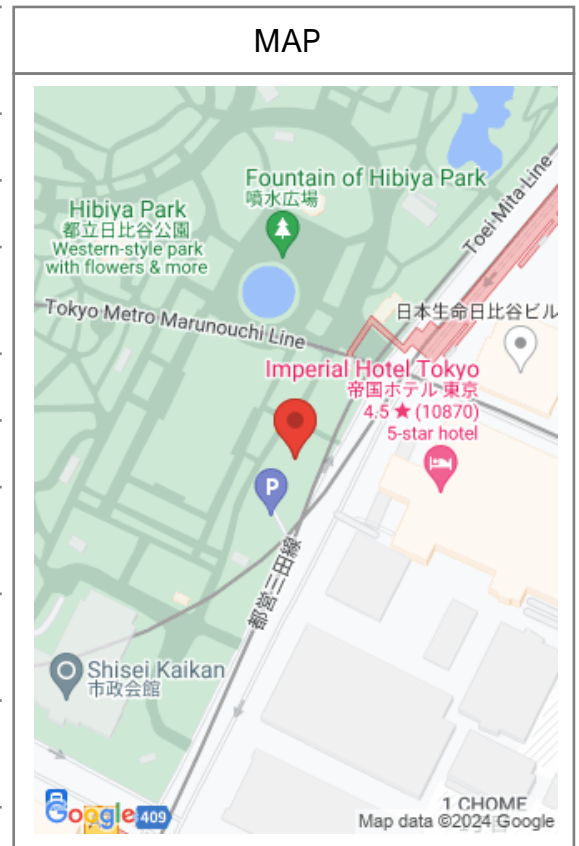 MAP
Fountain of Hibiya Park
噴水広場
Hibiya Park
都立日比谷公園
Western-style park
with flowers & more
Toei Mita Line
Tokyo Metro Marunouchi Line
日本生命日比谷ビル
Imperial Hotel Tokyo
帝国ホテル 東京
4.5 ★ (10870)
5-star hotel
P
都営三田線
Shisei Kaikan
市政会館
Google
409
1 CHOME
Map data ©2024 Google